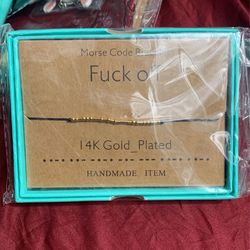 Morse Code
Fuck off
14K Gold_Plated
HANDMADE ITEM